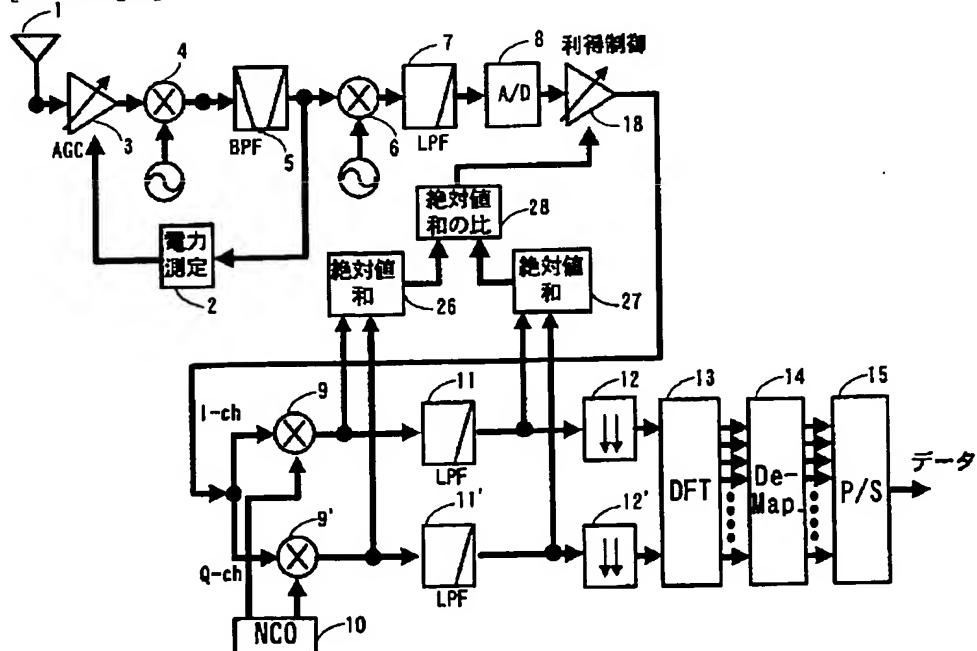 1
4
7
8
利得制御
A/D
AGC
3
BPF
5
6
LPF
18
電力
測定
2
絶対値
和の比
28
絶対値
和
26
絶対値
和
27
I-ch
9
11
LPF
12
13
14
15
データ
DFT
De-
Map.
P/S
Q-ch
9'
11'
LPF
12'
NCO
10